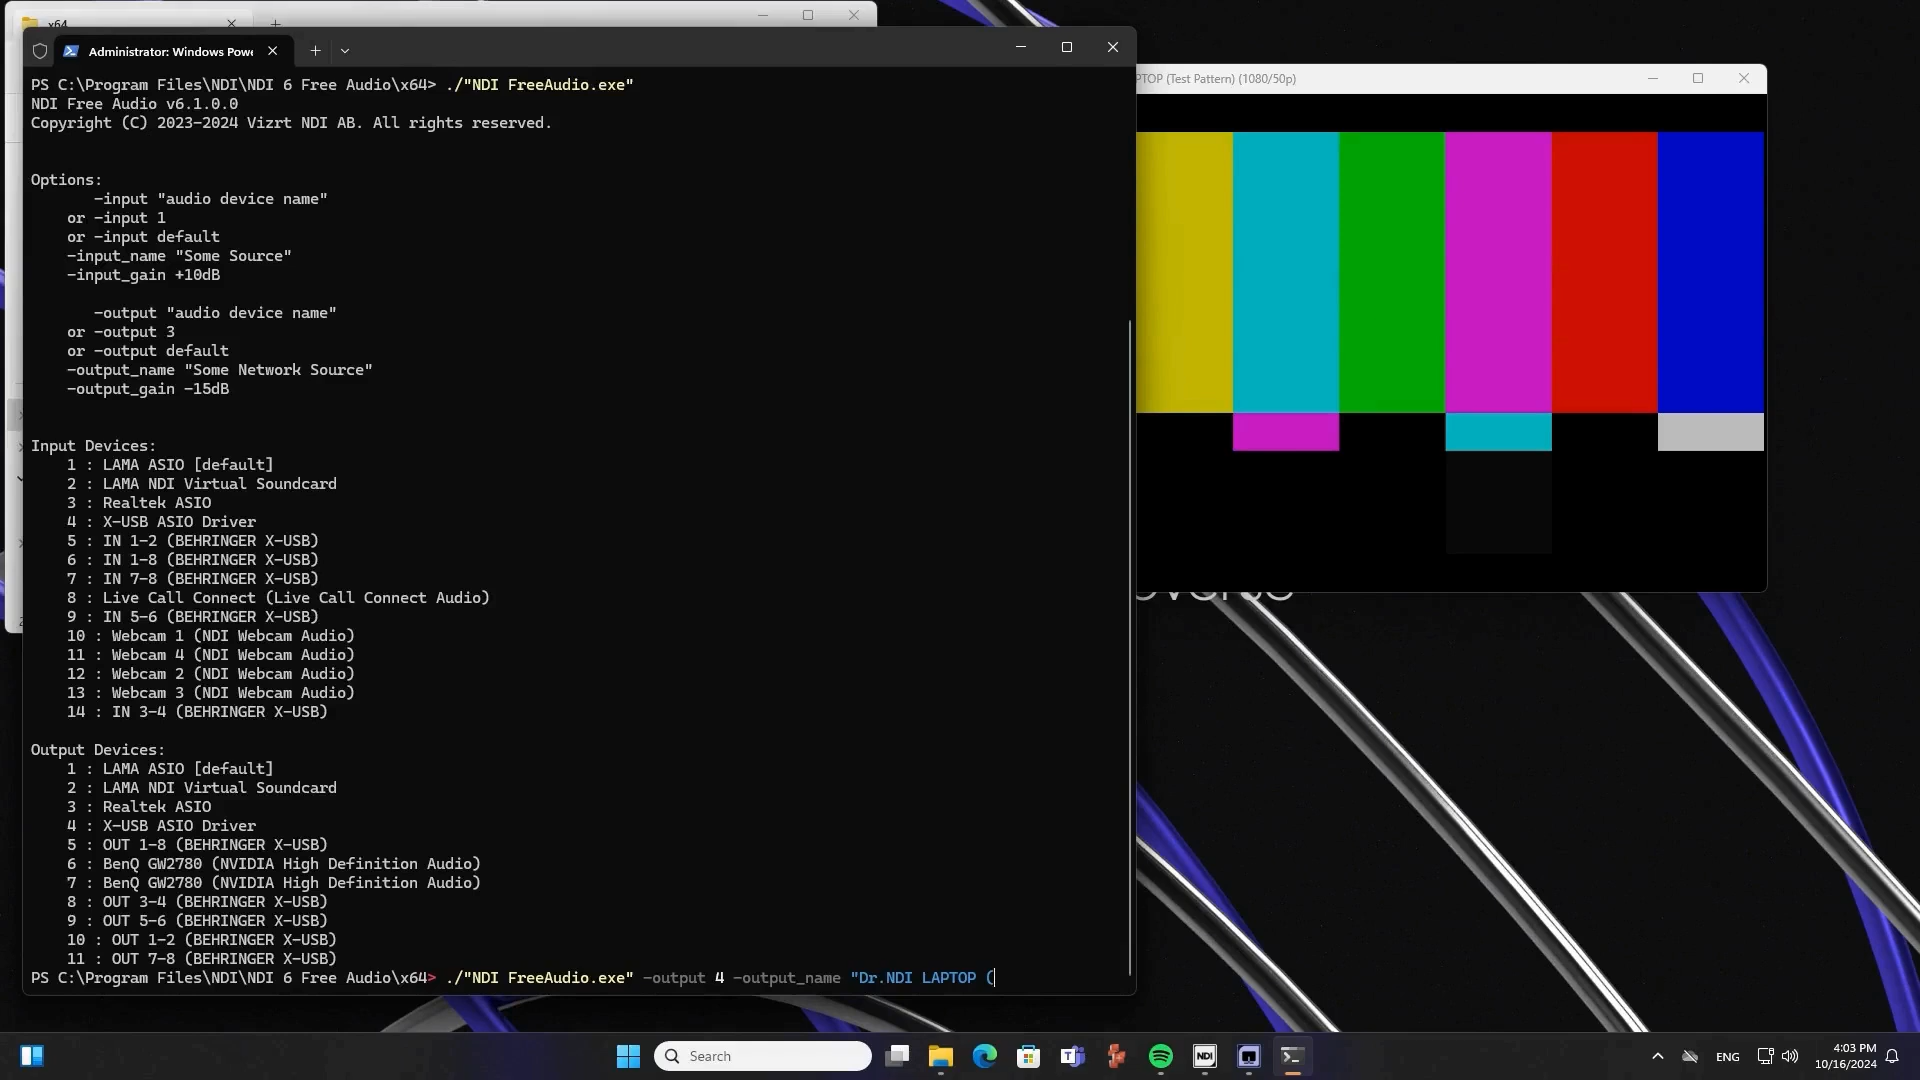 x64
Administrator: Windows Powe
PS C:\Program Files\NDI\NDI 6 Free Audio\x64> ./"NDI FreeAudio.exe"
NDI Free Audio v6.1.0.0
Copyright (C) 2023-2024 Vizrt NDI AB. All rights reserved.
Options:
-input "audio device name"
or -input 1
or -input default
-input_name "Some Source"
-input_gain +10dB
-output "audio device name"
or -output 3
or -output default
-output_name "Some Network Source"
-output_gain -15dB
Input Devices:
1 : LAMA ASIO [default]
2 : LAMA NDI Virtual Soundcard
3 : Realtek ASIO
4 : X-USB ASIO Driver
5 : IN 1-2 (BEHRINGER X-USB)
6 : IN 1-8 (BEHRINGER X-USB)
7 : IN 7-8 (BEHRINGER X-USB)
8 : Live Call Connect (Live Call Connect Audio)
9 : IN 5-6 (BEHRINGER X-USB)
10 : Webcam 1 (NDI Webcam Audio)
11 : Webcam 4 (NDI Webcam Audio)
12 : Webcam 2 (NDI Webcam Audio)
13 : Webcam 3 (NDI Webcam Audio)
14 : IN 3-4 (BEHRINGER X-USB)
Output Devices:
1 : LAMA ASIO [default]
2 : LAMA NDI Virtual Soundcard
3 : Realtek ASIO
4 : X-USB ASIO Driver
5 : OUT 1-8 (BEHRINGER X-USB)
6 : BenQ GW2780 (NVIDIA High Definition Audio)
7 : BenQ GW2780 (NVIDIA High Definition Audio)
8 : OUT 3-4 (BEHRINGER X-USB)
9 : OUT 5-6 (BEHRINGER X-USB)
10 : OUT 1-2 (BEHRINGER X-USB)
11 : OUT 7-8 (BEHRINGER X-USB)
PS C:\Program Files\NDI\NDI 6 Free Audio\x64> ./"NDI FreeAudio.exe" -output 4 -output_name "Dr.NDI LAPTOP (
PTOP (Test Pattern) (1080/50p)
Search
NDI
ENG
4:03 PM
10/16/2024